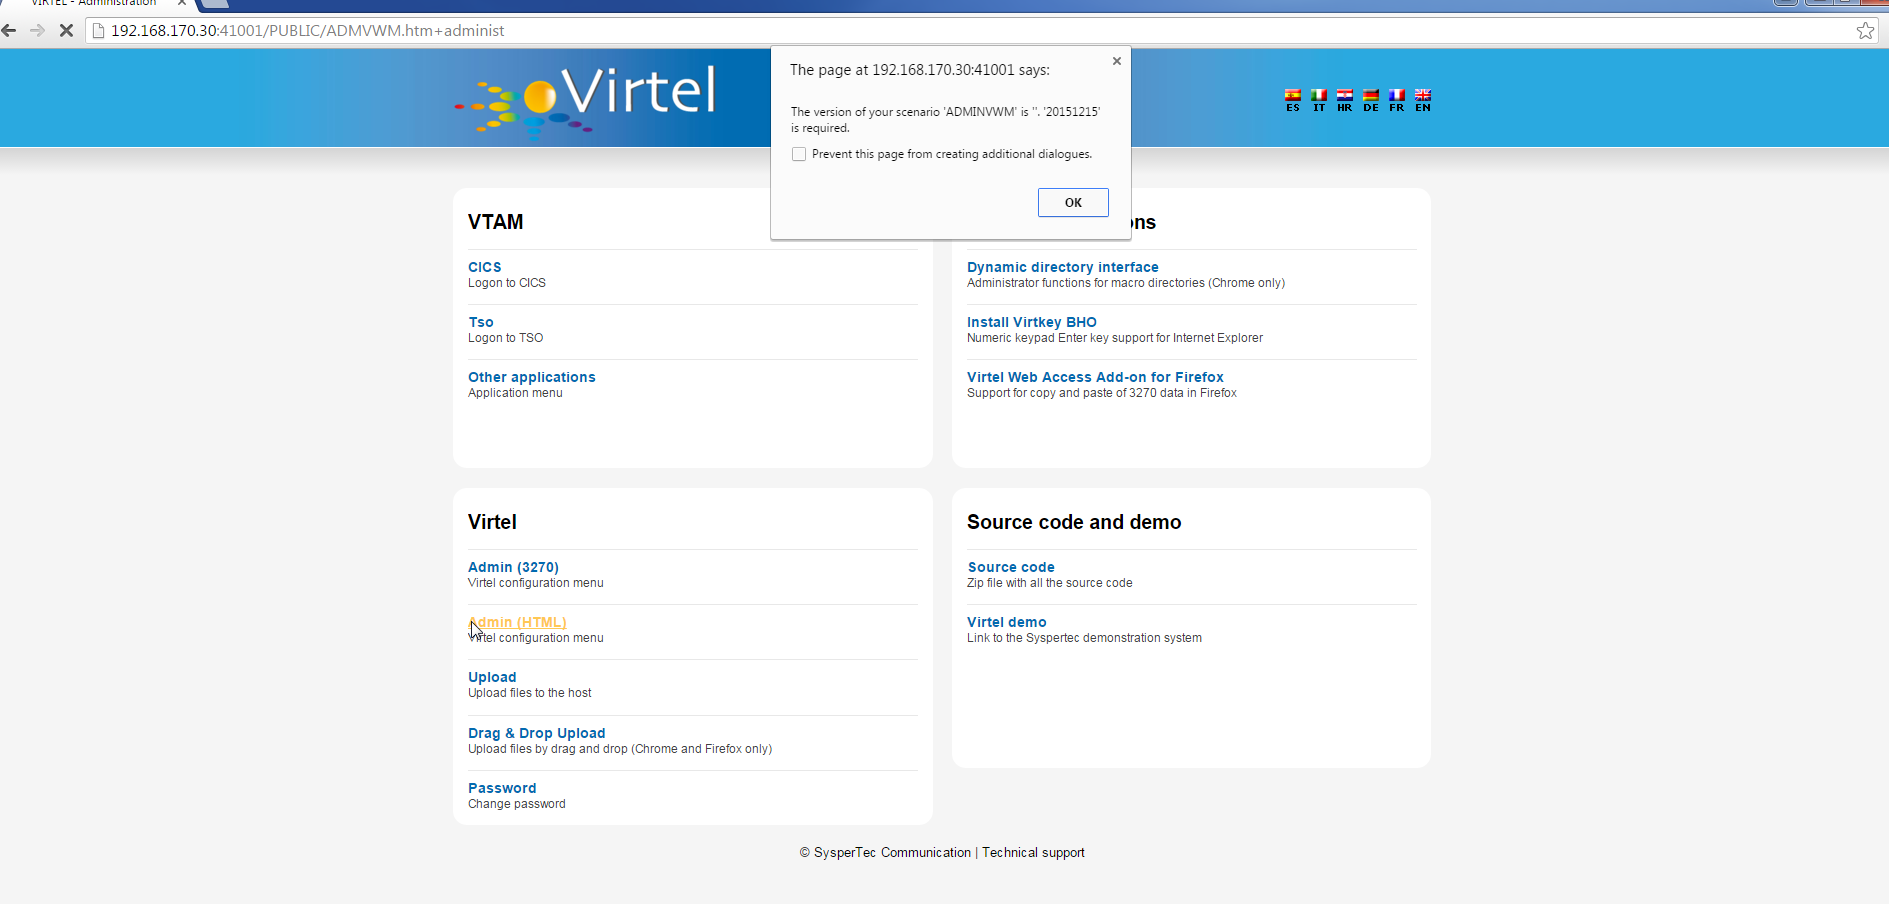 VIRTEL - Administration
192.168.170.30:41001/PUBLIC/ADMVWM.htm+administ
Virtel
ES IT HR DE FR EN
The page at 192.168.170.30:41001 says:
The version of your scenario 'ADMINVWM' is ''. '20151215'
is required.
Prevent this page from creating additional dialogues.
OK
VTAM
CICS
Logon to CICS
Tso
Logon to TSO
Other applications
Application menu
ons
Dynamic directory interface
Administrator functions for macro directories (Chrome only)
Install Virtkey BHO
Numeric keypad Enter key support for Internet Explorer
Virtel Web Access Add-on for Firefox
Support for copy and paste of 3270 data in Firefox
Virtel
Admin (3270)
Virtel configuration menu
Admin (HTML)
Virtel configuration menu
Upload
Upload files to the host
Drag & Drop Upload
Upload files by drag and drop (Chrome and Firefox only)
Password
Change password
Source code and demo
Source code
Zip file with all the source code
Virtel demo
Link to the Syspertec demonstration system
© SysperTec Communication | Technical support